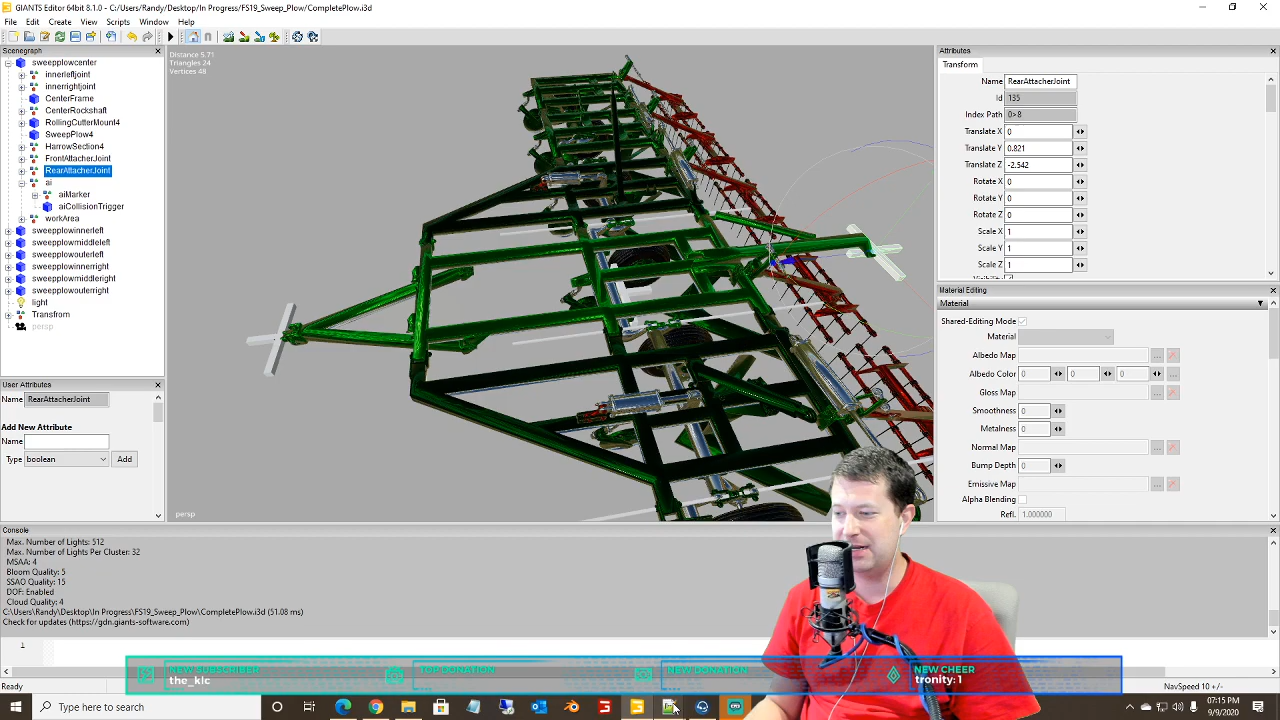 GIANTS Editor 64bit 8.1.0 - C:/Users/Randy/Desktop/In Progress/FS19_Sweep_Plow/CompletePlow.i3d
File Edit Create View Scripts Window Help
Scenegraph
sweepplowcenter
innerleftjoint
innerrightjoint
CenterFrame
CenterRockshaft
RollingCutterMount4
SweepPlow4
HarrowSection4
FrontAttacherJoint
RearAttacherJoint
ai
aiMarker
aiCollisionTrigger
workArea
sweepplowinnerleft
sweepplowmiddleleft
sweepplowouterleft
sweepplowinnerright
sweepplowmiddleright
sweepplowouterright
light
Transform
persp
User Attributes
Name RearAttacherJoint
Add New Attribute
Name
Type boolean Add
Distance 5.71
Triangles 24
Vertices 48
persp
Attributes
Transform
Name RearAttacherJoint
Id 135
Index Path 0>8
Translate X 0
Translate Y 0.821
Translate Z -2.542
Rotate X 0
Rotate Y 0
Rotate Z 0
Scale X 1
Scale Y 1
Scale Z 1
Material Editing
Material
Shared-Editing Mode
Material
Albedo Map ...
Albedo Color 0 0 0 ...
Gloss Map ...
Smoothness 0
Metalness 0
Normal Map ...
Bump Depth 0
Emissive Map ...
Alpha Blending
Refl. 1.000000
Console
Max. Number of Lights: 512
Max. Number of Lights Per Cluster: 32
MSAA: 4
Bloom Quality: 5
SSAO Quality: 15
DOF: Enabled
Cloud Quality: 4
C:\Users\Randy\Desktop\In Progress\FS19_Sweep_Plow\CompletePlow.i3d (51.08 ms)
Check for updates (https://gdn.giants-software.com)
1
NEW SUBSCRIBER
the_klc
TOP DONATION
NEW DONATION
NEW CHEER
tronity: 1
Ready
NavSpeed 10 +/-
Type here to search
07:15 PM
6/9/2020